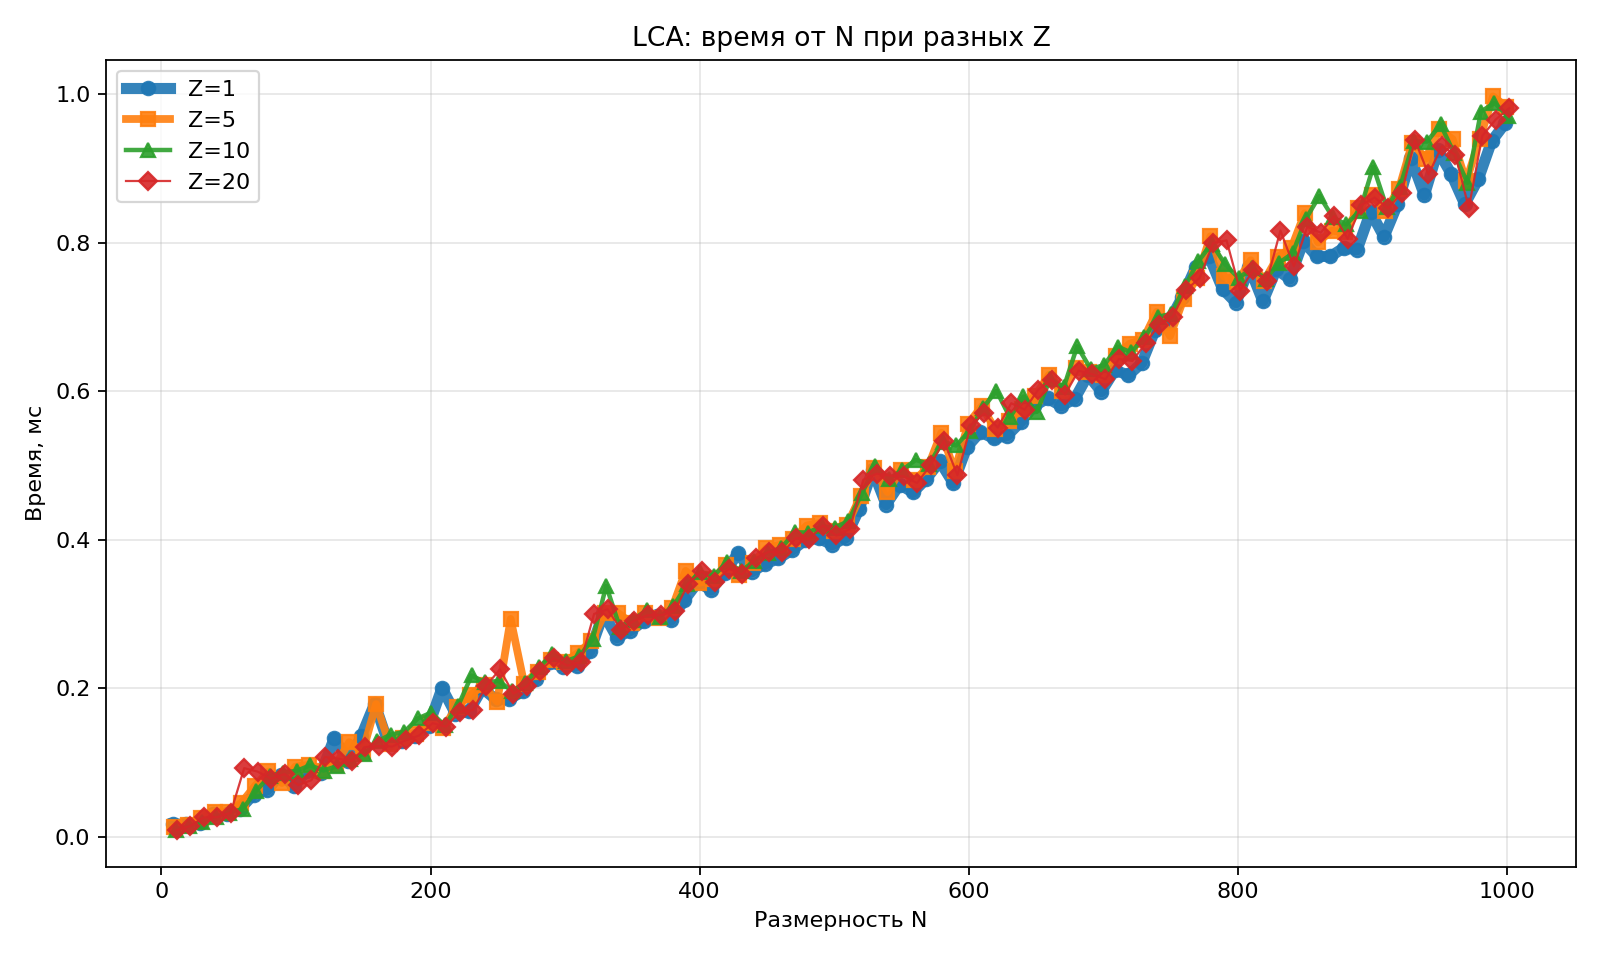 LCA: время от N при разных Z
Z=1
Z=5
Z=10
Z=20
Время, мс
1.0
0.8
0.6
0.4
0.2
0.0
0 200 400 600 800 1000
Размерность N